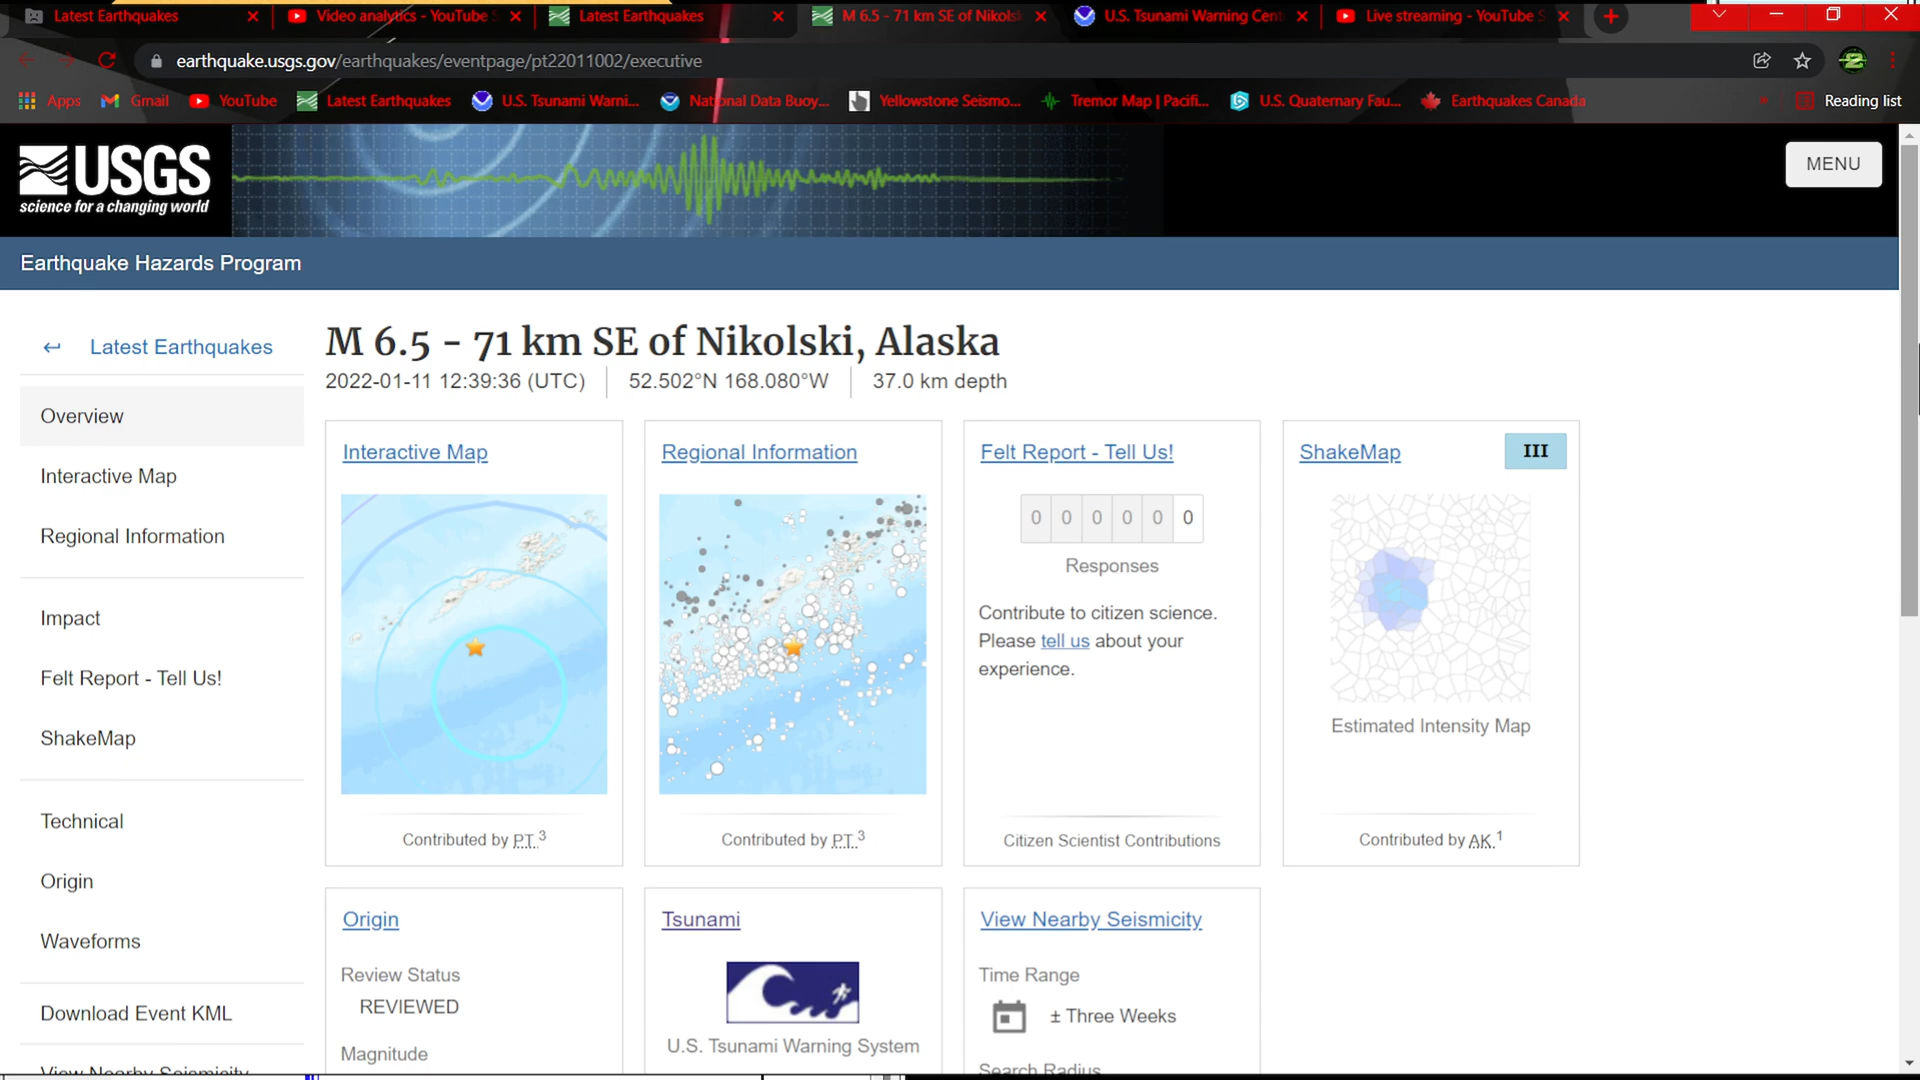 Latest Earthquakes
Video analytics - YouTube S
Latest Earthquakes
M 6.5 - 71 km SE of Nikolsk
U.S. Tsunami Warning Cent
Live streaming - YouTube S
earthquake.usgs.gov/earthquakes/eventpage/pt22011002/executive
Apps
Gmail
YouTube
Latest Earthquakes
U.S. Tsunami Warni...
National Data Buoy...
Yellowstone Seismo...
Tremor Map | Pacifi...
U.S. Quaternary Fau...
Earthquakes Canada
Reading list
USGS
science for a changing world
MENU
Earthquake Hazards Program
Latest Earthquakes
Overview
Interactive Map
Regional Information
Impact
Felt Report - Tell Us!
ShakeMap
Technical
Origin
Waveforms
Download Event KML
View Nearby Seismicity
M 6.5 - 71 km SE of Nikolski, Alaska
2022-01-11 12:39:36 (UTC)
52.502°N 168.080°W
37.0 km depth
Interactive Map
Contributed by PT 3
Regional Information
Contributed by PT 3
Felt Report - Tell Us!
0 0 0 0 0 0
Responses
Contribute to citizen science.
Please tell us about your
experience.
Citizen Scientist Contributions
ShakeMap
III
Estimated Intensity Map
Contributed by AK 1
Origin
Review Status
REVIEWED
Magnitude
Tsunami
U.S. Tsunami Warning System
View Nearby Seismicity
Time Range
± Three Weeks
Search Radius